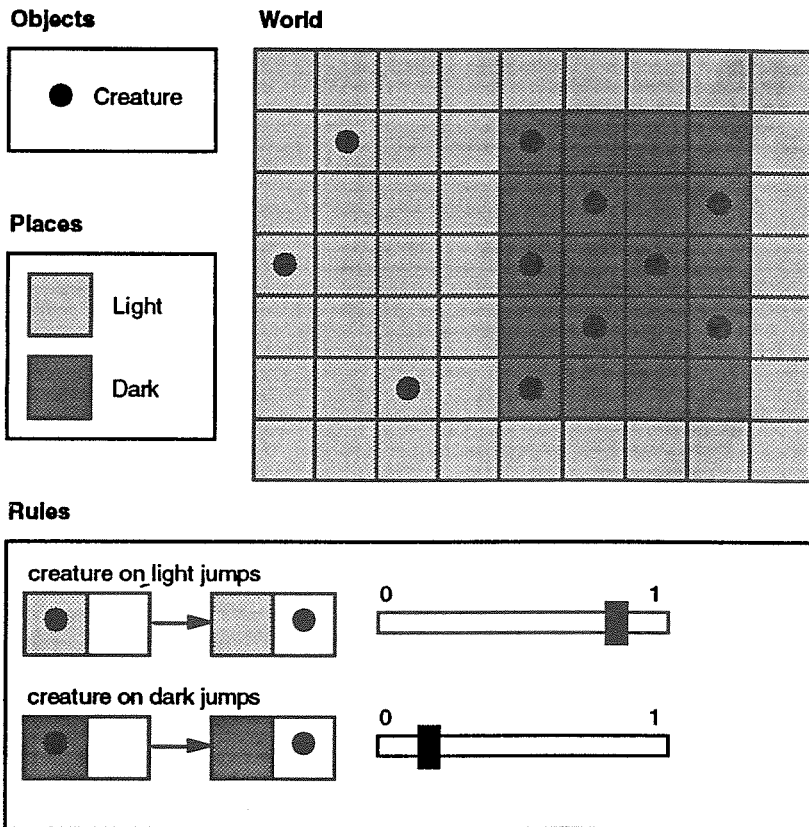 Objects
World
Creature
Places
Light
Dark
Rules
creature on light jumps
0 1
creature on dark jumps
0 1